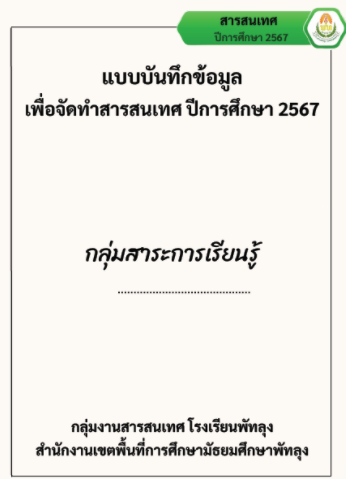 สารสนเทศ
ปีการศึกษา 2567
แบบบันทึกข้อมูล
เพื่อจัดทำสารสนเทศ ปีการศึกษา 2567
กลุ่มสาระการเรียนรู้
............................................
กลุ่มงานสารสนเทศ โรงเรียนพัทลุง
สำนักงานเขตพื้นที่การศึกษามัธยมศึกษาพัทลุง